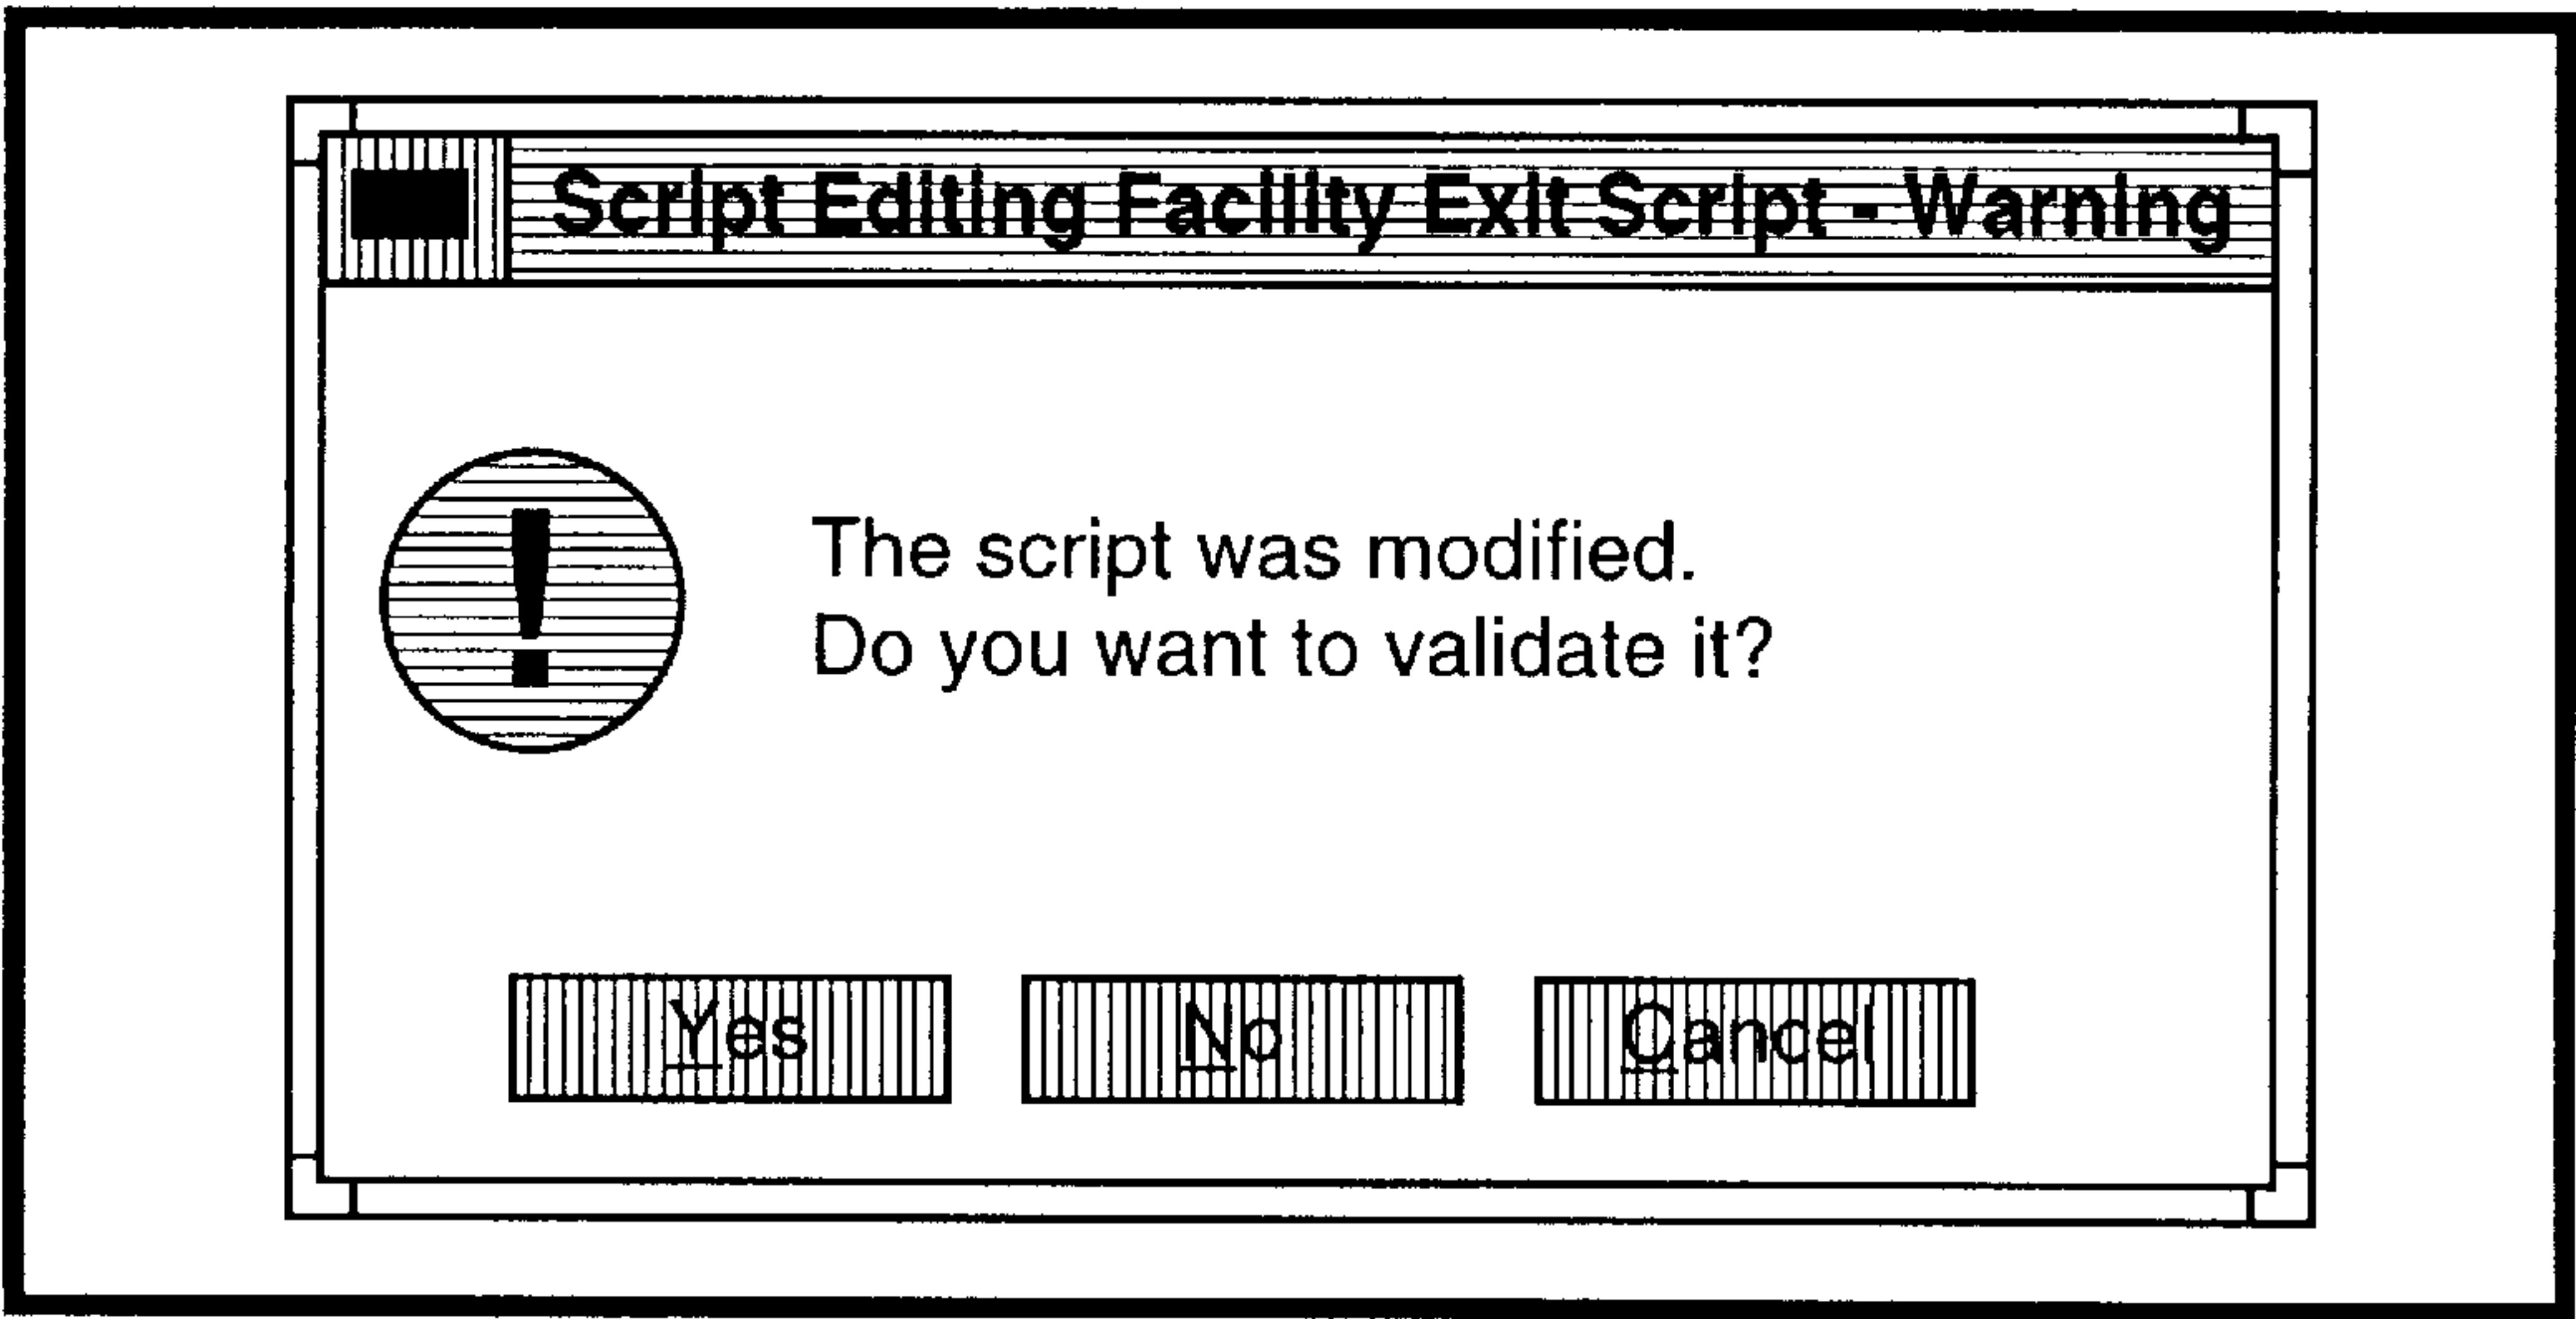 Script Editing Facility Exit Script - Warning
!
The script was modified.
Do you want to validate it?
Yes
No
Cancel